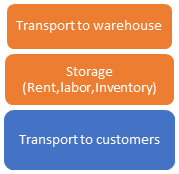 Transport to warehouse
Storage
(Rent,labor,Inventory)
Transport to customers